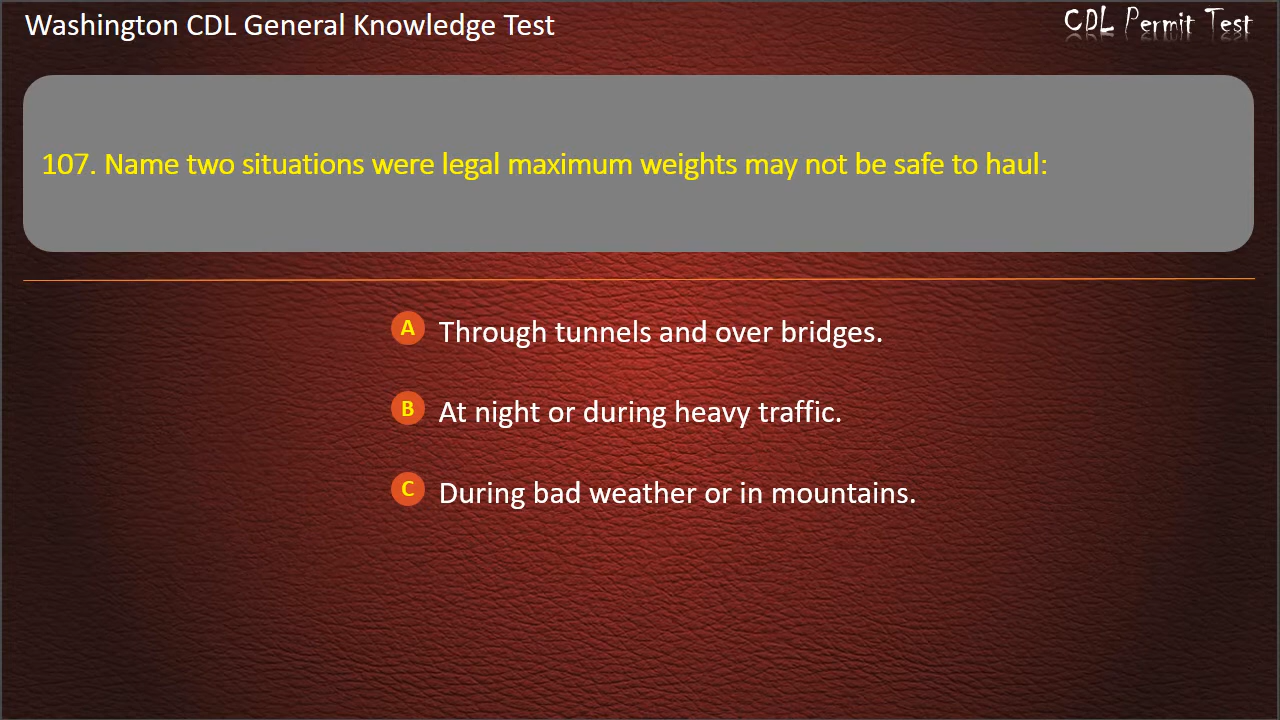 Washington CDL General Knowledge Test
CDL Permit Test
107. Name two situations were legal maximum weights may not be safe to haul:
A Through tunnels and over bridges.
B At night or during heavy traffic.
C During bad weather or in mountains.